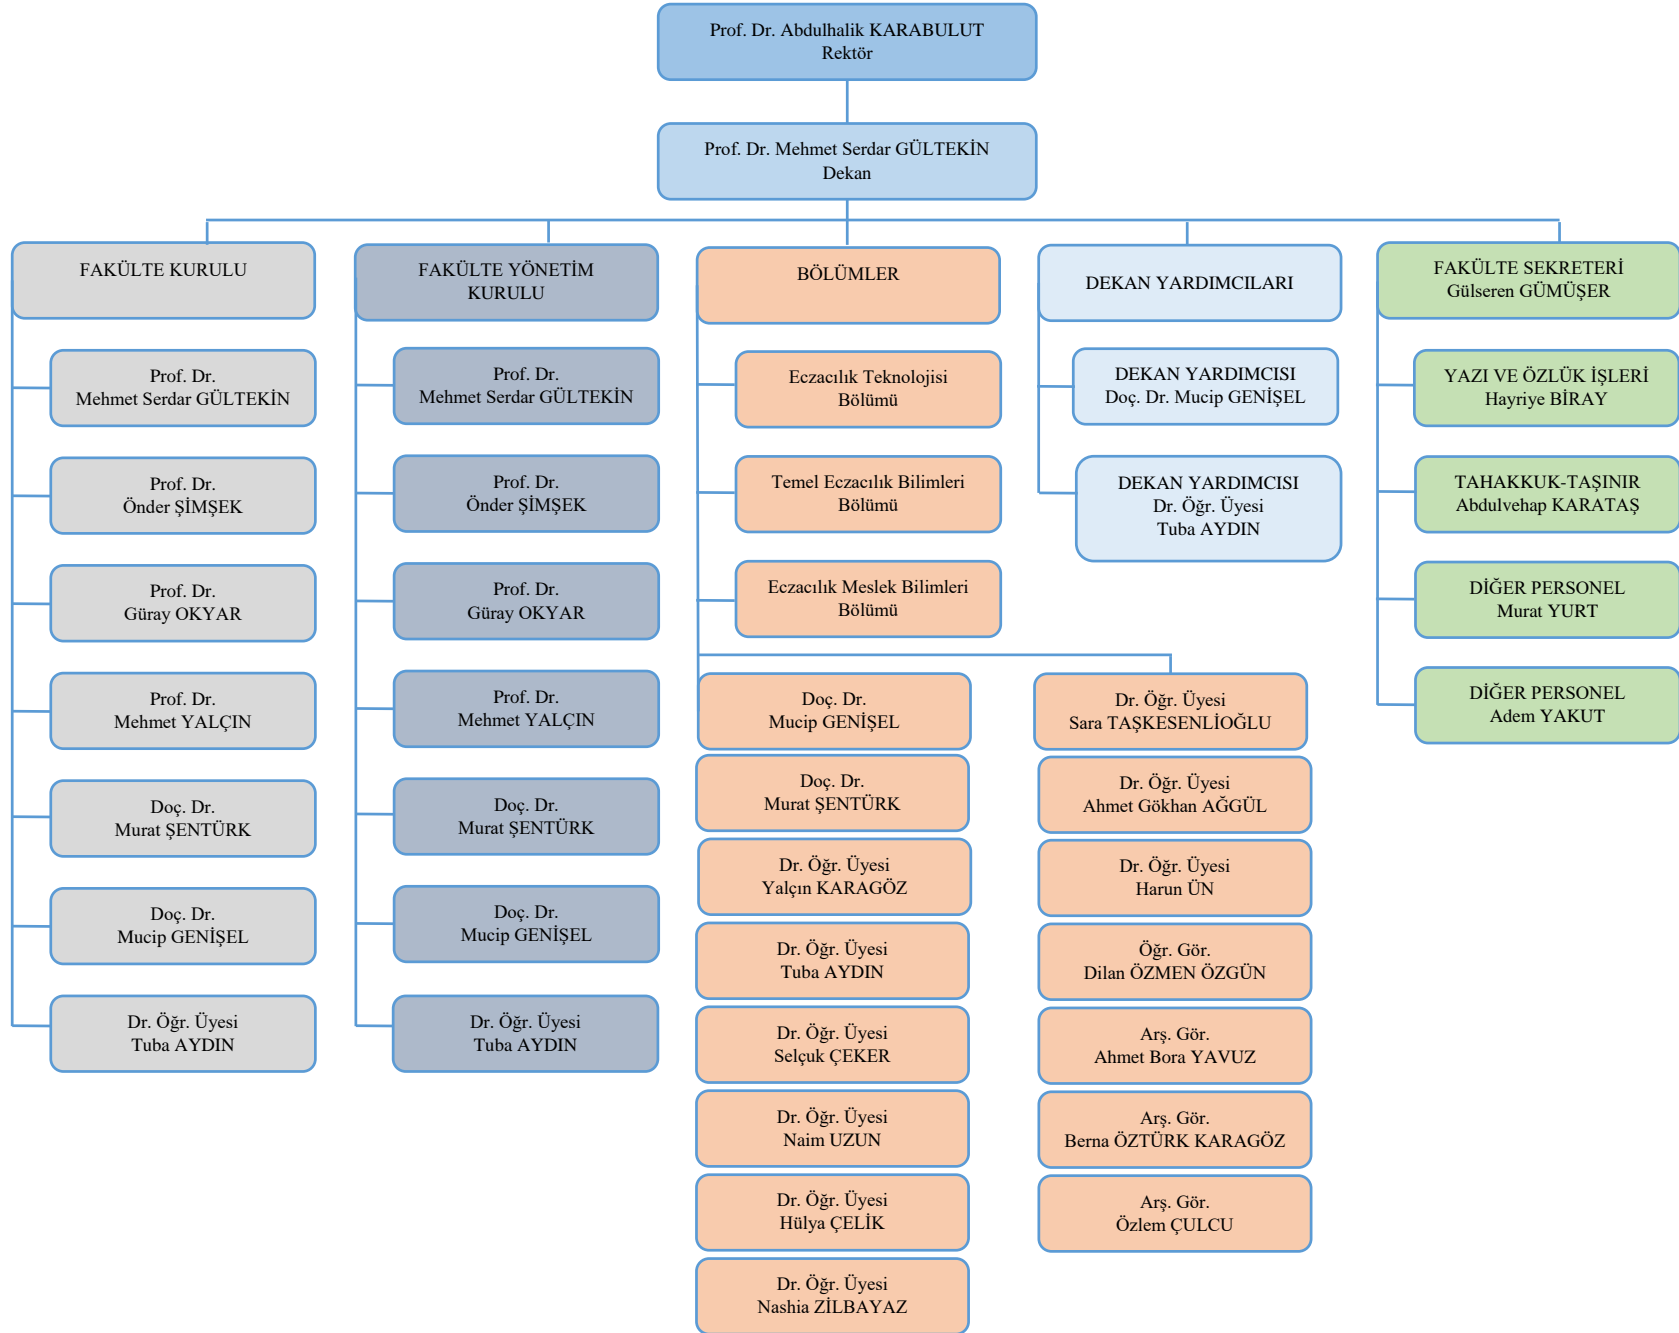 Prof. Dr. Abdulhalik KARABULUT
Rektör
Prof. Dr. Mehmet Serdar GÜLTEKİN
Dekan
FAKÜLTE KURULU
Prof. Dr.
Mehmet Serdar GÜLTEKİN
Prof. Dr.
Önder ŞİMŞEK
Prof. Dr.
Güray OKYAR
Prof. Dr.
Mehmet YALÇIN
Doç. Dr.
Murat ŞENTÜRK
Doç. Dr.
Mucip GENİŞEL
Dr. Öğr. Üyesi
Tuba AYDIN
FAKÜLTE YÖNETİM
KURULU
Prof. Dr.
Mehmet Serdar GÜLTEKİN
Prof. Dr.
Önder ŞİMŞEK
Prof. Dr.
Güray OKYAR
Prof. Dr.
Mehmet YALÇIN
Doç. Dr.
Murat ŞENTÜRK
Doç. Dr.
Mucip GENİŞEL
Dr. Öğr. Üyesi
Tuba AYDIN
BÖLÜMLER
Eczacılık Teknolojisi
Bölümü
Temel Eczacılık Bilimleri
Bölümü
Eczacılık Meslek Bilimleri
Bölümü
Doç. Dr.
Mucip GENİŞEL
Doç. Dr.
Murat ŞENTÜRK
Dr. Öğr. Üyesi
Yalçın KARAGÖZ
Dr. Öğr. Üyesi
Tuba AYDIN
Dr. Öğr. Üyesi
Selçuk ÇEKER
Dr. Öğr. Üyesi
Naim UZUN
Dr. Öğr. Üyesi
Hülya ÇELİK
Dr. Öğr. Üyesi
Nashia ZİLBAYAZ
Dr. Öğr. Üyesi
Sara TAŞKESENLİOĞLU
Dr. Öğr. Üyesi
Ahmet Gökhan AĞGÜL
Dr. Öğr. Üyesi
Harun ÜN
Öğr. Gör.
Dilan ÖZMEN ÖZGÜN
Arş. Gör.
Ahmet Bora YAVUZ
Arş. Gör.
Berna ÖZTÜRK KARAGÖZ
Arş. Gör.
Özlem ÇULCU
DEKAN YARDIMCILARI
DEKAN YARDIMCISI
Doç. Dr. Mucip GENİŞEL
DEKAN YARDIMCISI
Dr. Öğr. Üyesi
Tuba AYDIN
FAKÜLTE SEKRETERİ
Gülseren GÜMÜŞER
YAZI VE ÖZLÜK İŞLERİ
Hayriye BİRAY
TAHAKKUK-TAŞINIR
Abdulvehap KARATAŞ
DİĞER PERSONEL
Murat YURT
DİĞER PERSONEL
Adem YAKUT